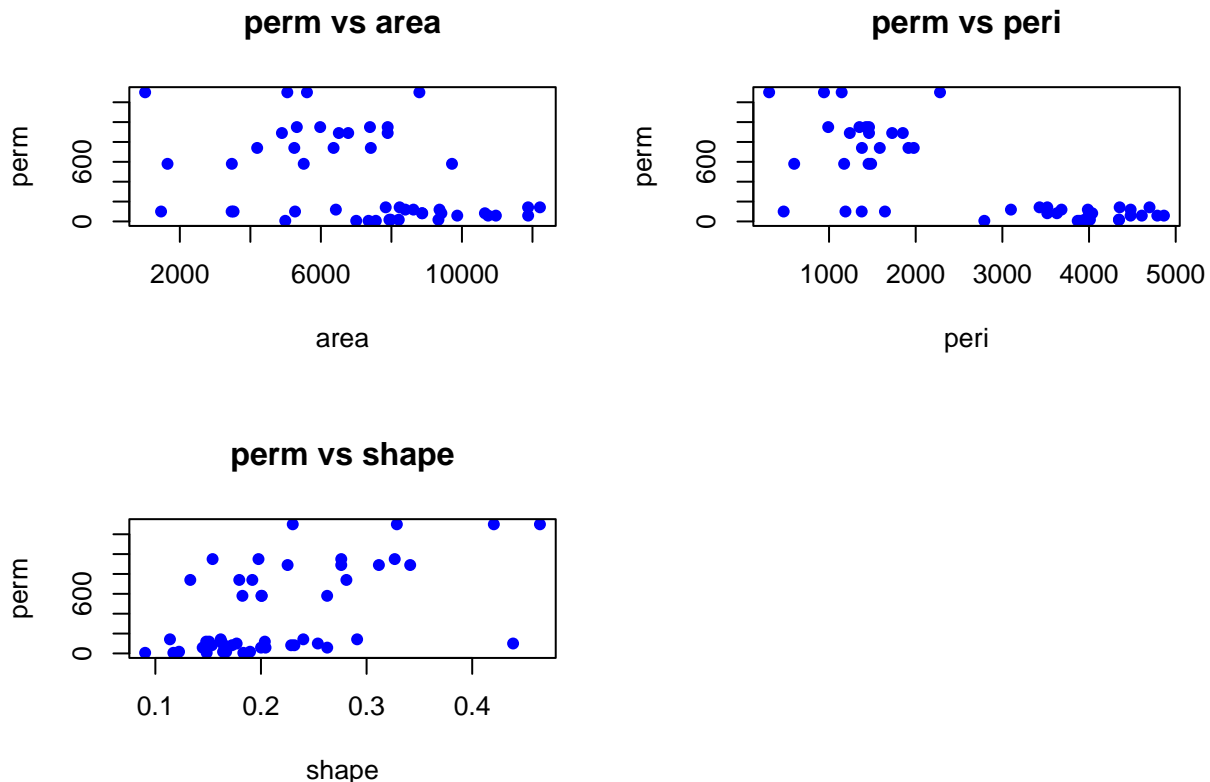 perm vs area
perm
0 600
2000 6000 10000
area
perm vs peri
perm
0 600
1000 2000 3000 4000 5000
peri
perm vs shape
perm
0 600
0.1 0.2 0.3 0.4
shape